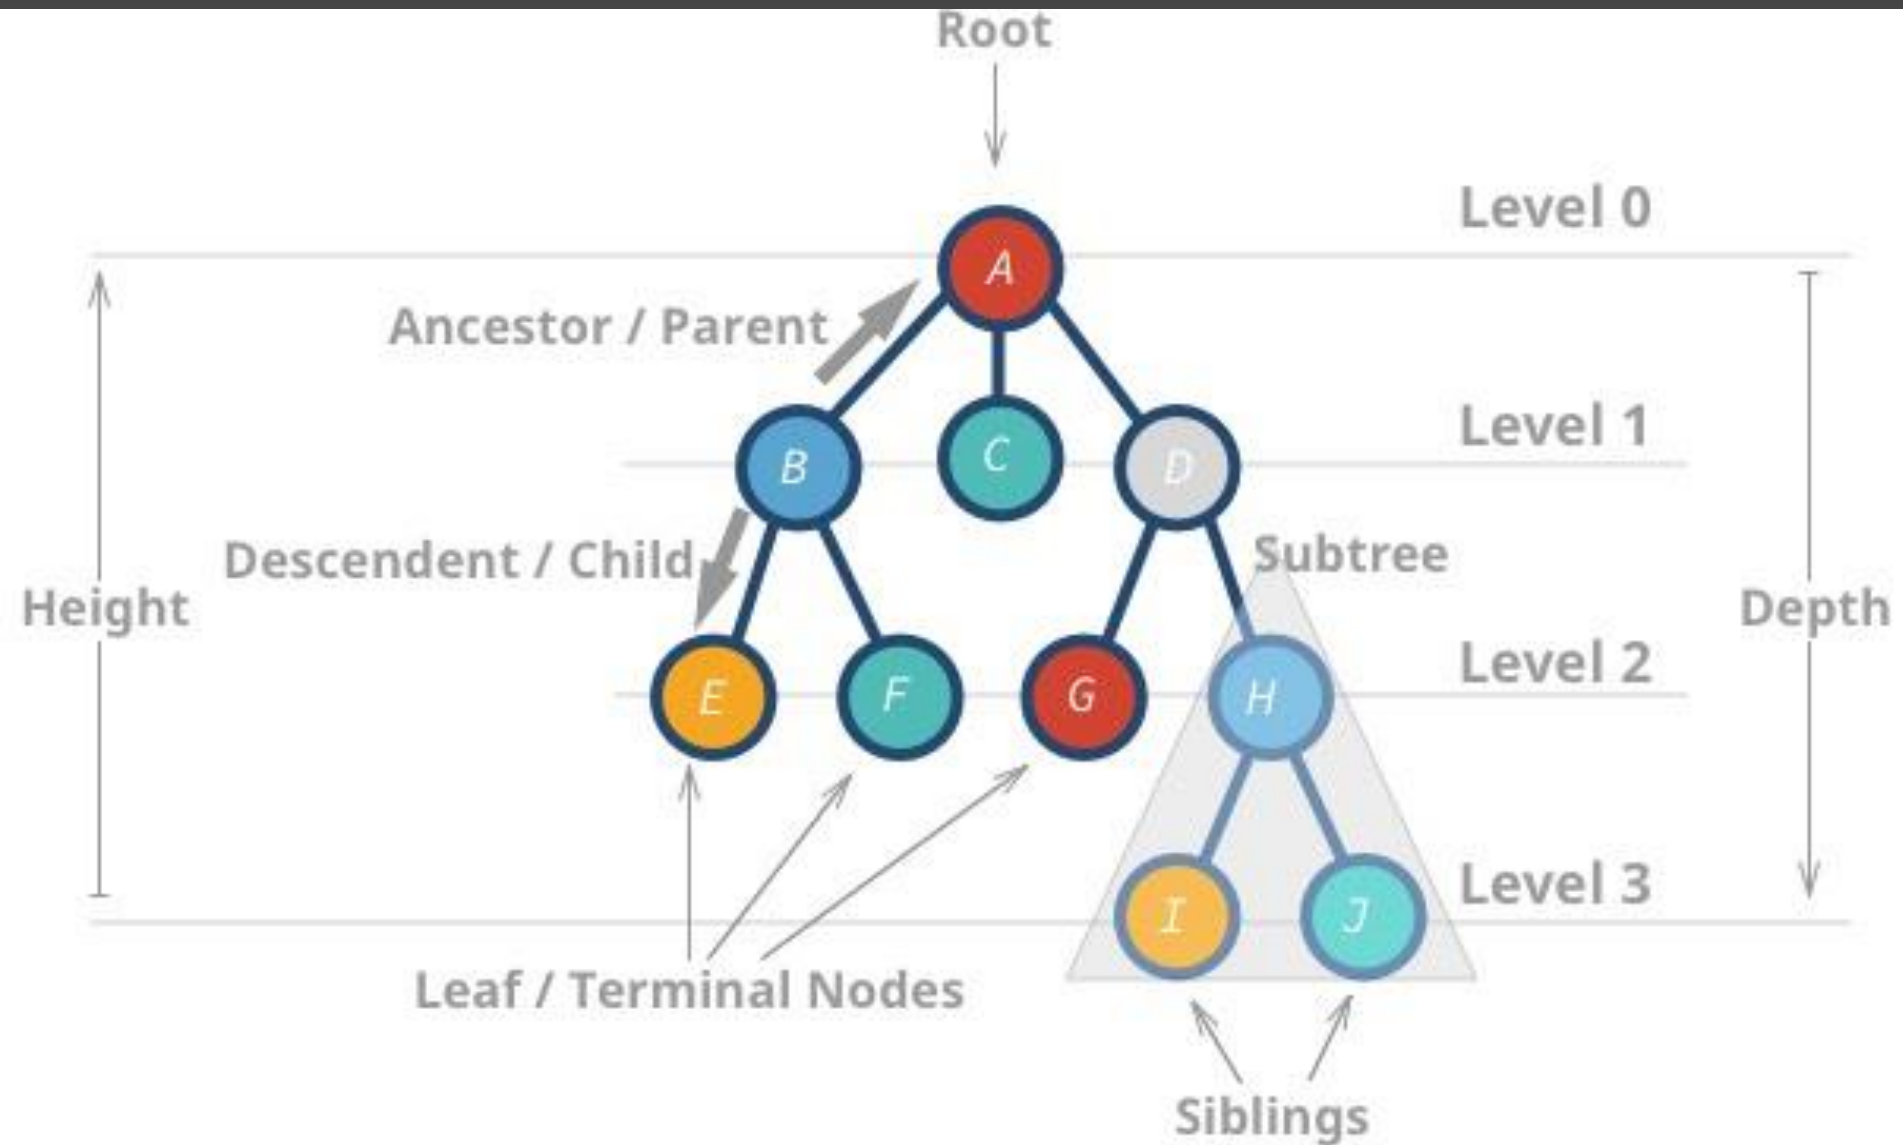 Root
Level 0
A
Ancestor / Parent
Level 1
B
C
D
Descendent / Child
Subtree
Height
Depth
Level 2
E
F
G
H
Level 3
I
J
Leaf / Terminal Nodes
Siblings